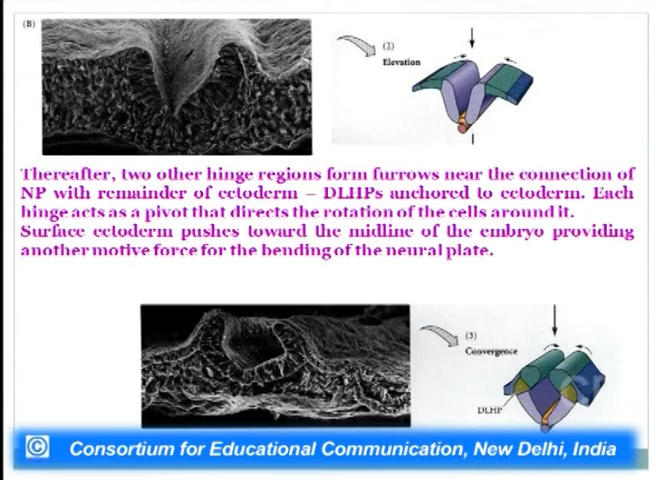 (B)
(2)
Elevation
Thereafter, two other hinge regions form furrows near the connection of
NP with remainder of ectoderm – DLHPs anchored to ectoderm. Each
hinge acts as a pivot that directs the rotation of the cells around it.
Surface ectoderm pushes toward the midline of the embryo providing
another motive force for the bending of the neural plate.
(3)
Convergence
DLHP
© Consortium for Educational Communication, New Delhi, India